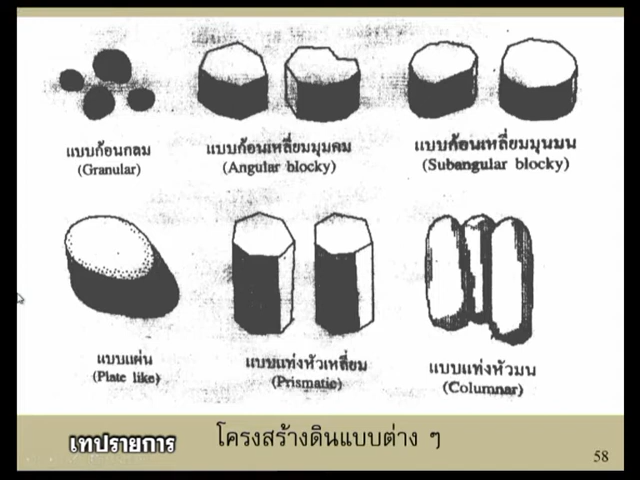 แบบก้อนกลม
(Granular)
แบบก้อนเหลี่ยมมุมคม
(Angular blocky)
แบบก้อนเหลี่ยมมุมมน
(Subangular blocky)
แบบแผ่น
(Plate like)
แบบแท่งหัวเหลี่ยม
(Prismatic)
แบบแท่งหัวมน
(Columnar)
เทปรายการ
โครงสร้างดินแบบต่าง ๆ
58